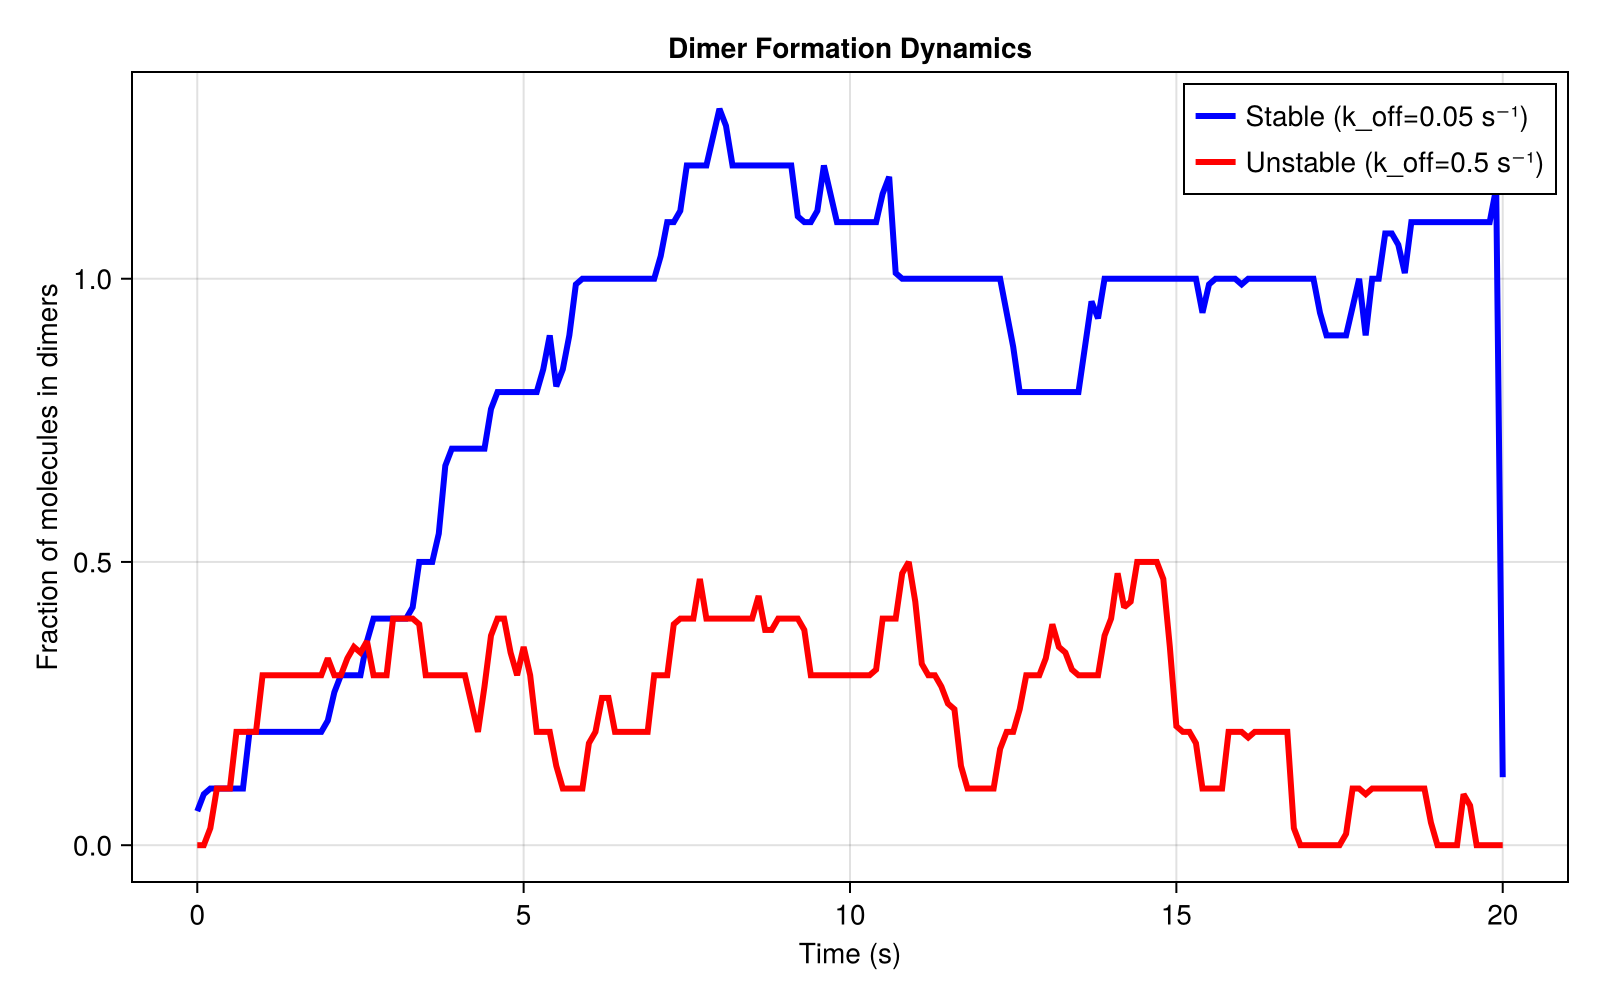 Dimer Formation Dynamics
Stable (k_off=0.05 s⁻¹)
Unstable (k_off=0.5 s⁻¹)
Fraction of molecules in dimers
1.0
0.5
0.0
0 5 10 15 20
Time (s)